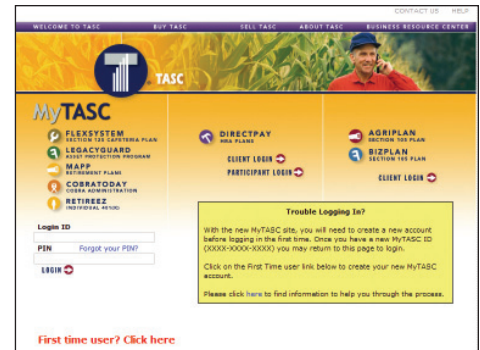 CONTACT US HELP
WELCOME TO TASC BUY TASC SELL TASC ABOUT TASC BUSINESS RESOURCE CENTER
TASC
MyTASC
FLEXSYSTEM
SECTION 125 CAFETERIA PLAN
LEGACYGUARD
ASSET PROTECTION PROGRAM
MAPP
RETIREMENT PLANS
COBRATODAY
COBRA ADMINISTRATION
RETIREEZ
INDIVIDUAL 401(K)
Login ID
PIN Forgot your PIN?
LOGIN
First time user? Click here
DIRECTPAY
HRA PLANS
CLIENT LOGIN
PARTICIPANT LOGIN
AGRIPLAN
SECTION 105 PLAN
BIZPLAN
SECTION 105 PLAN
CLIENT LOGIN
Trouble Logging In?
With the new MyTASC site, you will need to create a new account
before logging in the first time. Once you have a new MyTASC ID
(XXXX-XXXX-XXXX) you may return to this page to login.
Click on the First Time user link below to create your new MyTASC
account.
Please click here to find information to help you through the process.